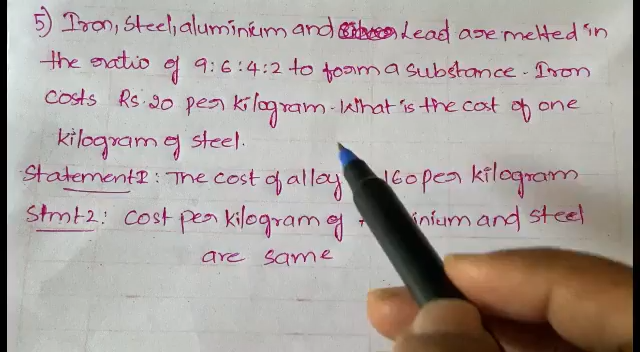 5) Iron, Steel, aluminium and Lead are melted in
the ratio of 9:6:4:2 to form a substance. Iron
costs Rs.20 per kilogram. What is the cost of one
kilogram of steel.
Statement1: The cost of alloy 160 per kilogram
Stmt2: cost per kilogram of and steel
are same